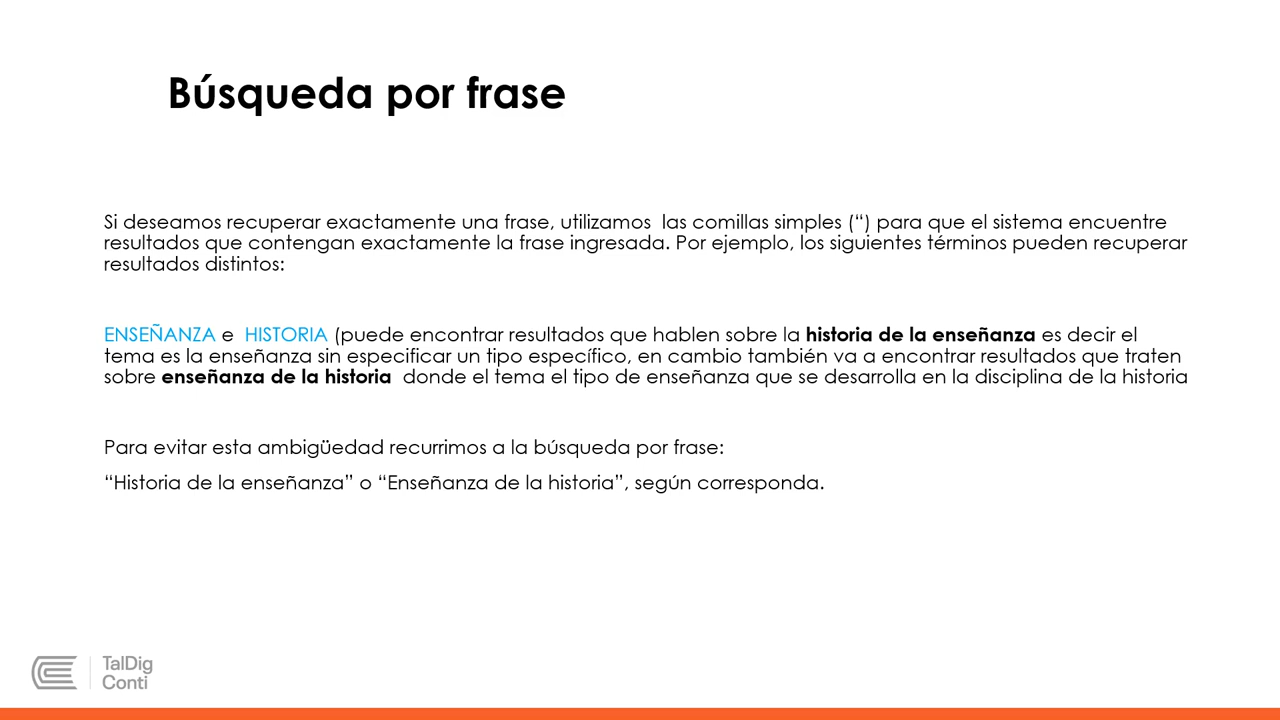 Búsqueda por frase
Si deseamos recuperar exactamente una frase, utilizamos  las comillas simples (“) para que el sistema encuentre
resultados que contengan exactamente la frase ingresada. Por ejemplo, los siguientes términos pueden recuperar
resultados distintos:
ENSEÑANZA e  HISTORIA (puede encontrar resultados que hablen sobre la historia de la enseñanza es decir el
tema es la enseñanza sin especificar un tipo específico, en cambio también va a encontrar resultados que traten
sobre enseñanza de la historia  donde el tema el tipo de enseñanza que se desarrolla en la disciplina de la historia
Para evitar esta ambigüedad recurrimos a la búsqueda por frase:
“Historia de la enseñanza” o “Enseñanza de la historia”, según corresponda.
TalDig
Conti